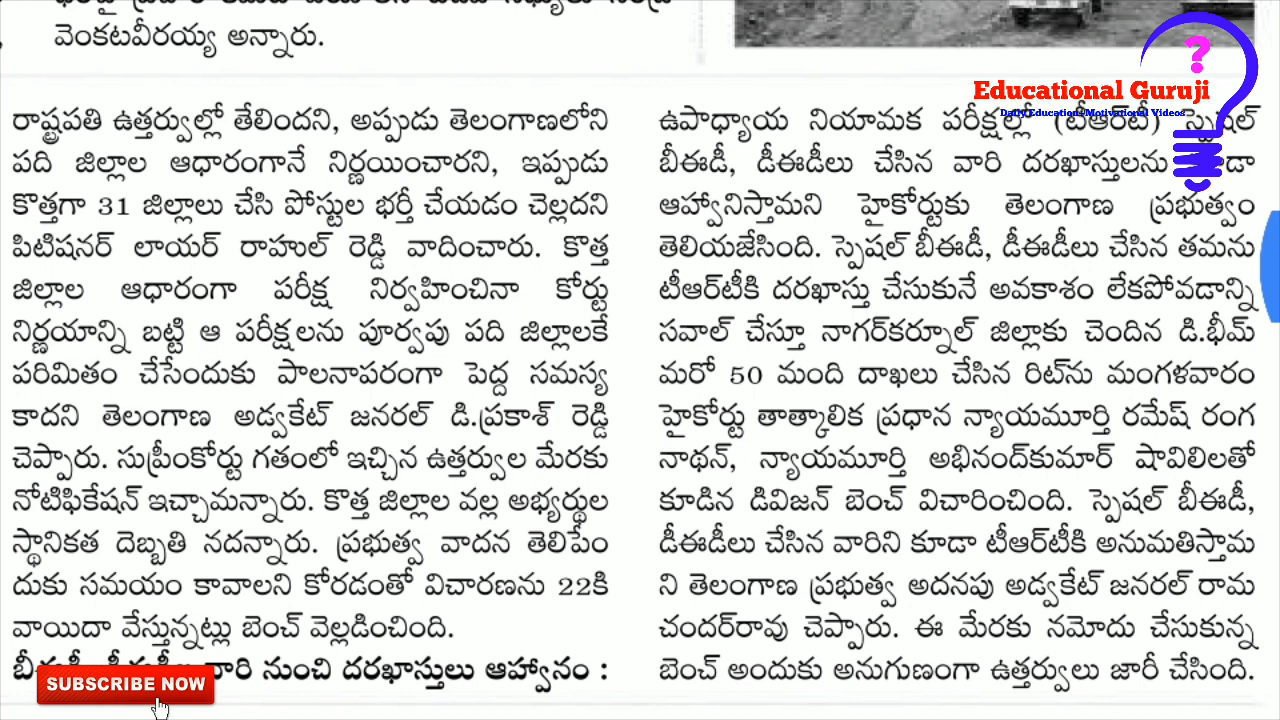 వెంకటవీరయ్య అన్నారు.
రాష్ట్రపతి ఉత్తర్వుల్లో తేలిందని, అప్పుడు తెలంగాణలోని
పది జిల్లాల ఆధారంగానే నిర్ణయించారని, ఇప్పుడు
కొత్తగా 31 జిల్లాలు చేసి పోస్టుల భర్తీ చేయడం చెల్లదని
పిటిషనర్ లాయర్ రాహుల్ రెడ్డి వాదించారు. కొత్త
జిల్లాల ఆధారంగా పరీక్ష నిర్వహించినా కోర్టు
నిర్ణయాన్ని బట్టి ఆ పరీక్షలను పూర్వపు పది జిల్లాలకే
పరిమితం చేసేందుకు పాలనాపరంగా పెద్ద సమస్య
కాదని తెలంగాణ అడ్వకేట్ జనరల్ డి.ప్రకాశ్ రెడ్డి
చెప్పారు. సుప్రీంకోర్టు గతంలో ఇచ్చిన ఉత్తర్వుల మేరకు
నోటిఫికేషన్ ఇచ్చామన్నారు. కొత్త జిల్లాల వల్ల అభ్యర్థుల
స్థానికత దెబ్బతి నదన్నారు. ప్రభుత్వ వాదన తెలిపేం
దుకు సమయం కావాలని కోరడంతో విచారణను 22కి
వాయిదా వేస్తున్నట్లు బెంచ్ వెల్లడించింది.
వారి నుంచి దరఖాస్తులు ఆహ్వానం :
SUBSCRIBE NOW
Educational Guruji
Daily Education+Motivational Videos
?
ఉపాధ్యాయ నియామక పరీక్షల్లో (టీఆర్‌టీ) స్పెషల్
బీఈడీ, డీఈడీలు చేసిన వారి దరఖాస్తులను
ఆహ్వానిస్తామని హైకోర్టుకు తెలంగాణ ప్రభుత్వం
తెలియజేసింది. స్పెషల్ బీఈడీ, డీఈడీలు చేసిన తమను
టీఆర్‌టీకి దరఖాస్తు చేసుకునే అవకాశం లేకపోవడాన్ని
సవాల్ చేస్తూ నాగర్‌కర్నూల్ జిల్లాకు చెందిన డి.భీమ్
మరో 50 మంది దాఖలు చేసిన రిట్‌ను మంగళవారం
హైకోర్టు తాత్కాలిక ప్రధాన న్యాయమూర్తి రమేష్ రంగ
నాథన్, న్యాయమూర్తి అభినంద్‌కుమార్ షావిలిలతో
కూడిన డివిజన్ బెంచ్ విచారించింది. స్పెషల్ బీఈడీ,
డీఈడీలు చేసిన వారిని కూడా టీఆర్‌టీకి అనుమతిస్తామ
ని తెలంగాణ ప్రభుత్వ అదనపు అడ్వకేట్ జనరల్ రామ
చందర్‌రావు చెప్పారు. ఈ మేరకు నమోదు చేసుకున్న
బెంచ్ అందుకు అనుగుణంగా ఉత్తర్వులు జారీ చేసింది.